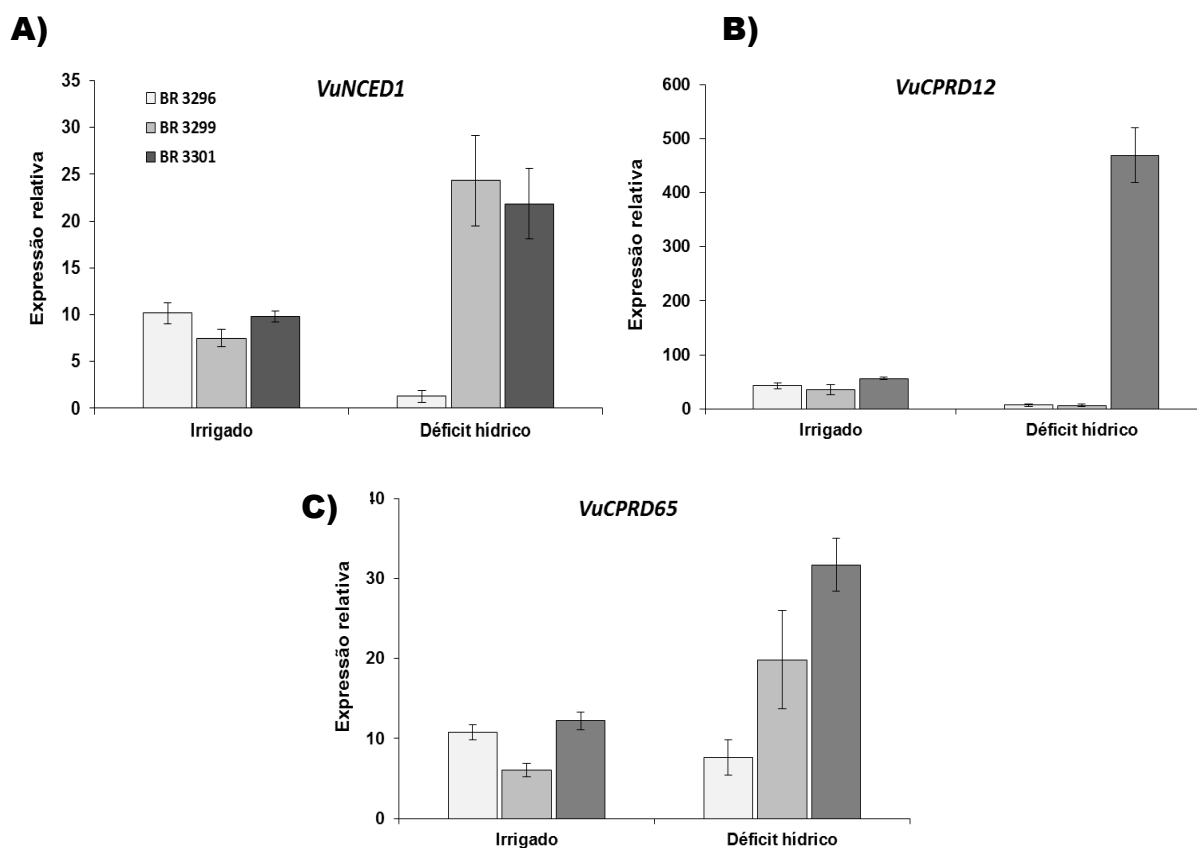 A)
VuNCED1
BR 3296
BR 3299
BR 3301
Expressão relativa
35
30
25
20
15
10
5
0
Irrigado
Déficit hídrico
B)
VuCPRD12
Expressão relativa
600
500
400
300
200
100
0
Irrigado
Déficit hídrico
C)
VuCPRD65
Expressão relativa
40
30
20
10
0
Irrigado
Déficit hídrico